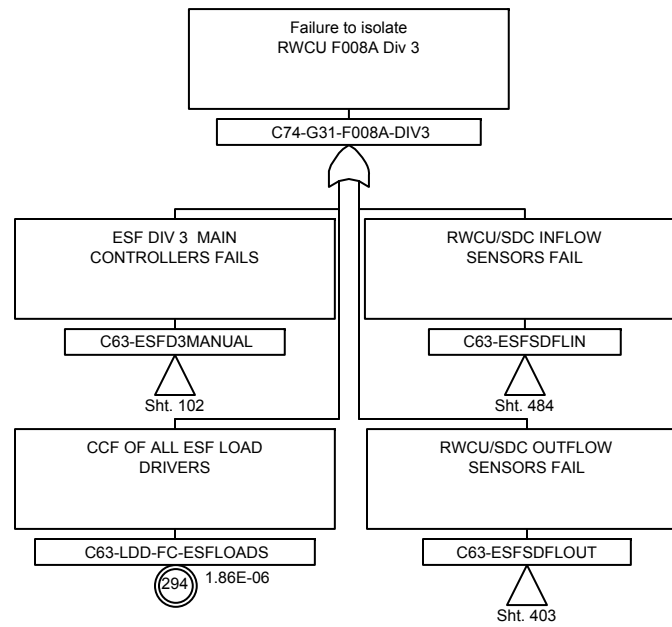 Failure to isolate
RWCU F008A Div 3
C74-G31-F008A-DIV3
ESF DIV 3 MAIN
CONTROLLERS FAILS
C63-ESFD3MANUAL
Sht. 102
RWCU/SDC INFLOW
SENSORS FAIL
C63-ESFSDFLIN
Sht. 484
CCF OF ALL ESF LOAD
DRIVERS
C63-LDD-FC-ESFLOADS
294
1.86E-06
RWCU/SDC OUTFLOW
SENSORS FAIL
C63-ESFSDFLOUT
Sht. 403